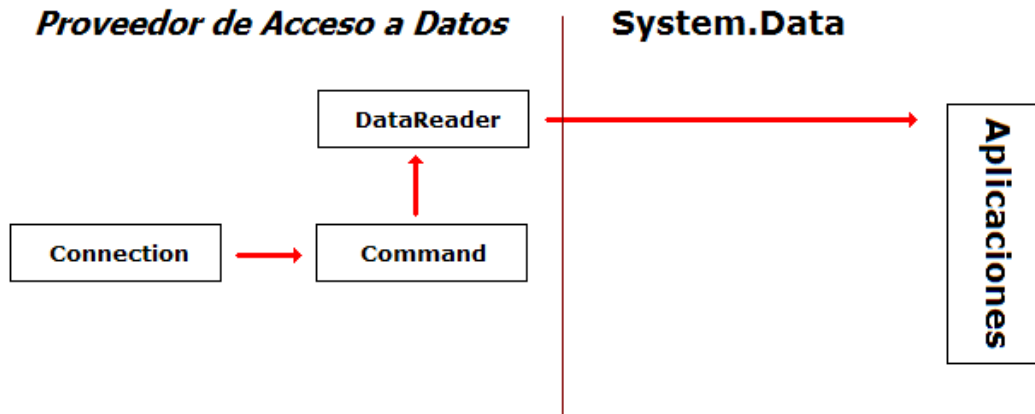 Proveedor de Acceso a Datos
System.Data
DataReader
Connection
Command
Aplicaciones